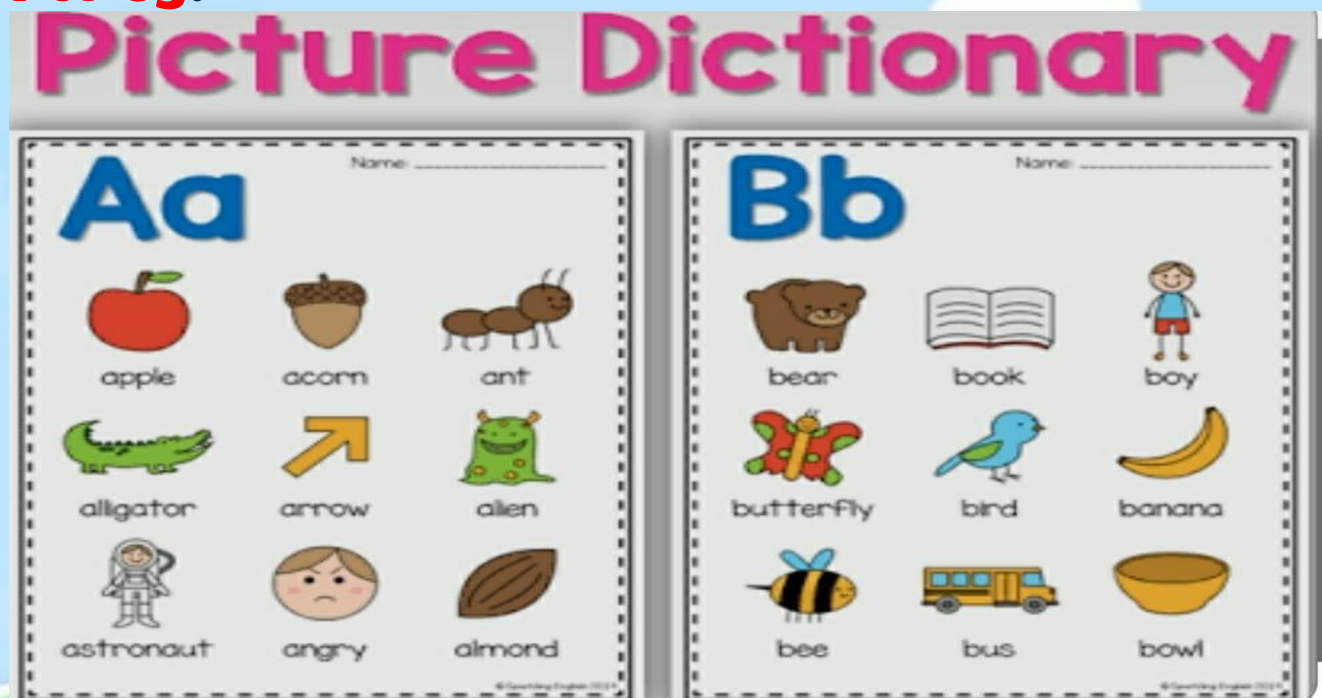 Picture Dictionary
Name:
Aa
apple acorn ant
alligator arrow alien
astronaut angry almond
Name:
Bb
bear book boy
butterfly bird banana
bee bus bowl